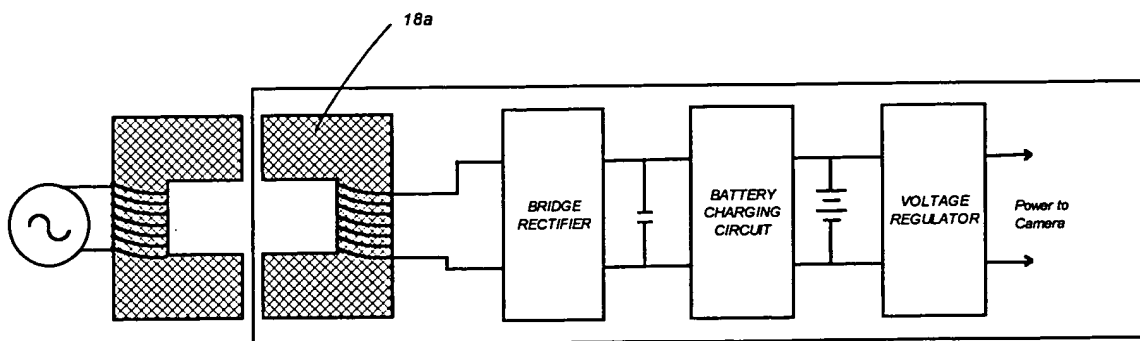 18a
BRIDGE
RECTIFIER
BATTERY
CHARGING
CIRCUIT
VOLTAGE
REGULATOR
Power to
Camera